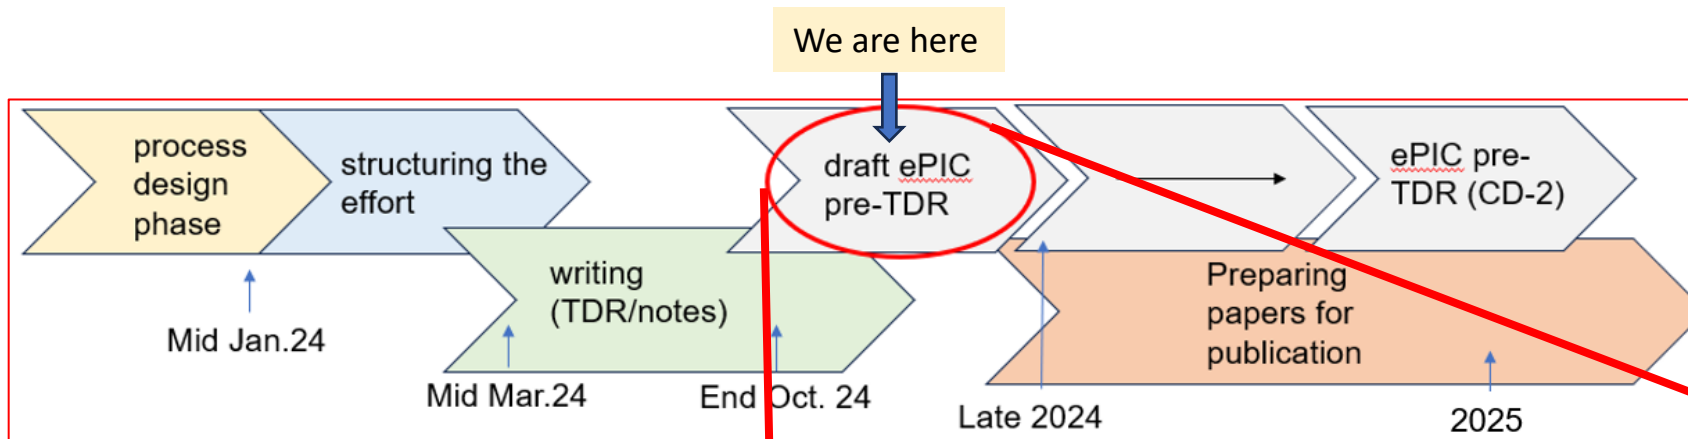 We are here
process
design
phase
structuring the
effort
draft ePIC
pre-TDR
ePIC pre-
TDR (CD-2)
writing
(TDR/notes)
Preparing
papers for
publication
Mid Jan.24
Mid Mar.24
End Oct. 24
Late 2024
2025